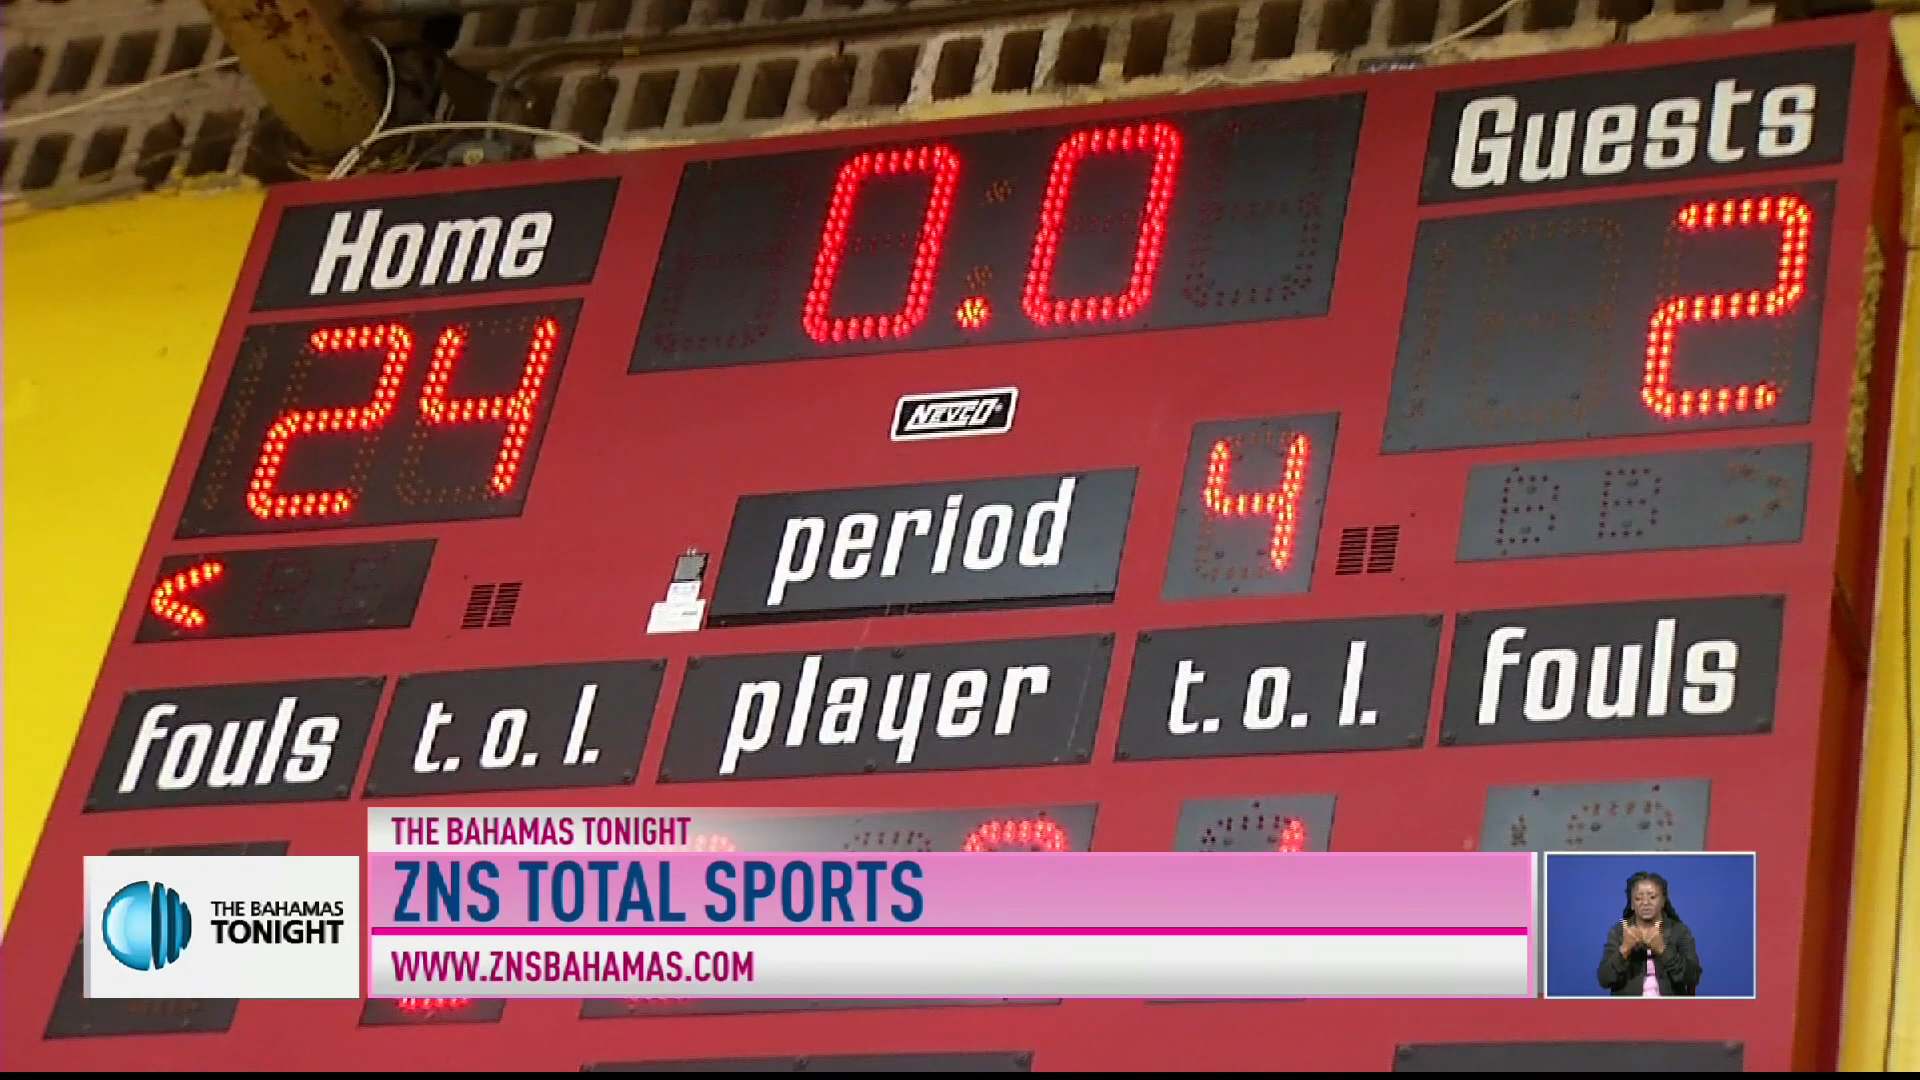 Home
0.0
Guests
24
2
NEVCO
period
4
<
fouls
t.o.l.
player
t.o.l.
fouls
THE BAHAMAS TONIGHT
ZNS TOTAL SPORTS
THE BAHAMAS
TONIGHT
WWW.ZNSBAHAMAS.COM